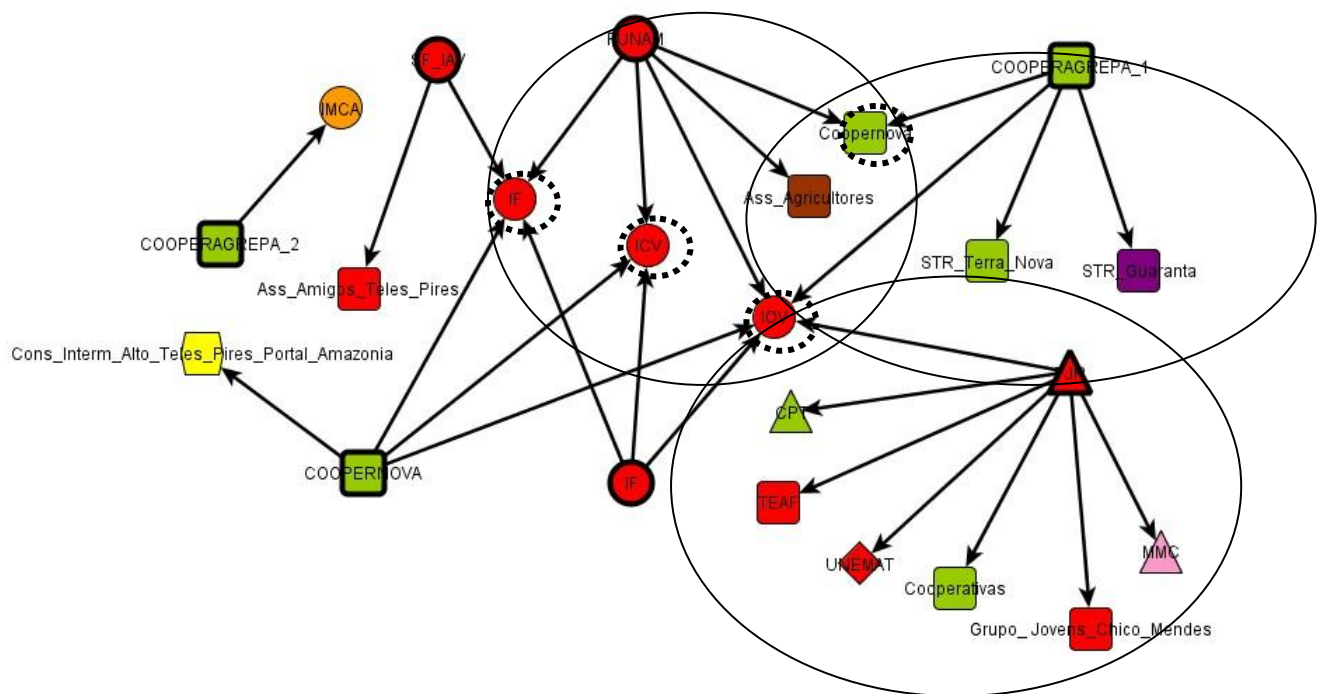 FUNAM
COOPERAGREPA_1
IMCA
Coopernova
IF
Ass_Agricultores
COOPERAGREPA_2
ICV
STR_Terra_Nova
STR_Guaranta
Ass_Amigos_Teles_Pires
IOV
Cons_Interm_Alto_Teles_Pires_Portal_Amazonia
CPT
COOPERNOVA
IF
TEAF
MMC
UNEMAT
Cooperativas
Grupo_Jovens_Chico_Mendes